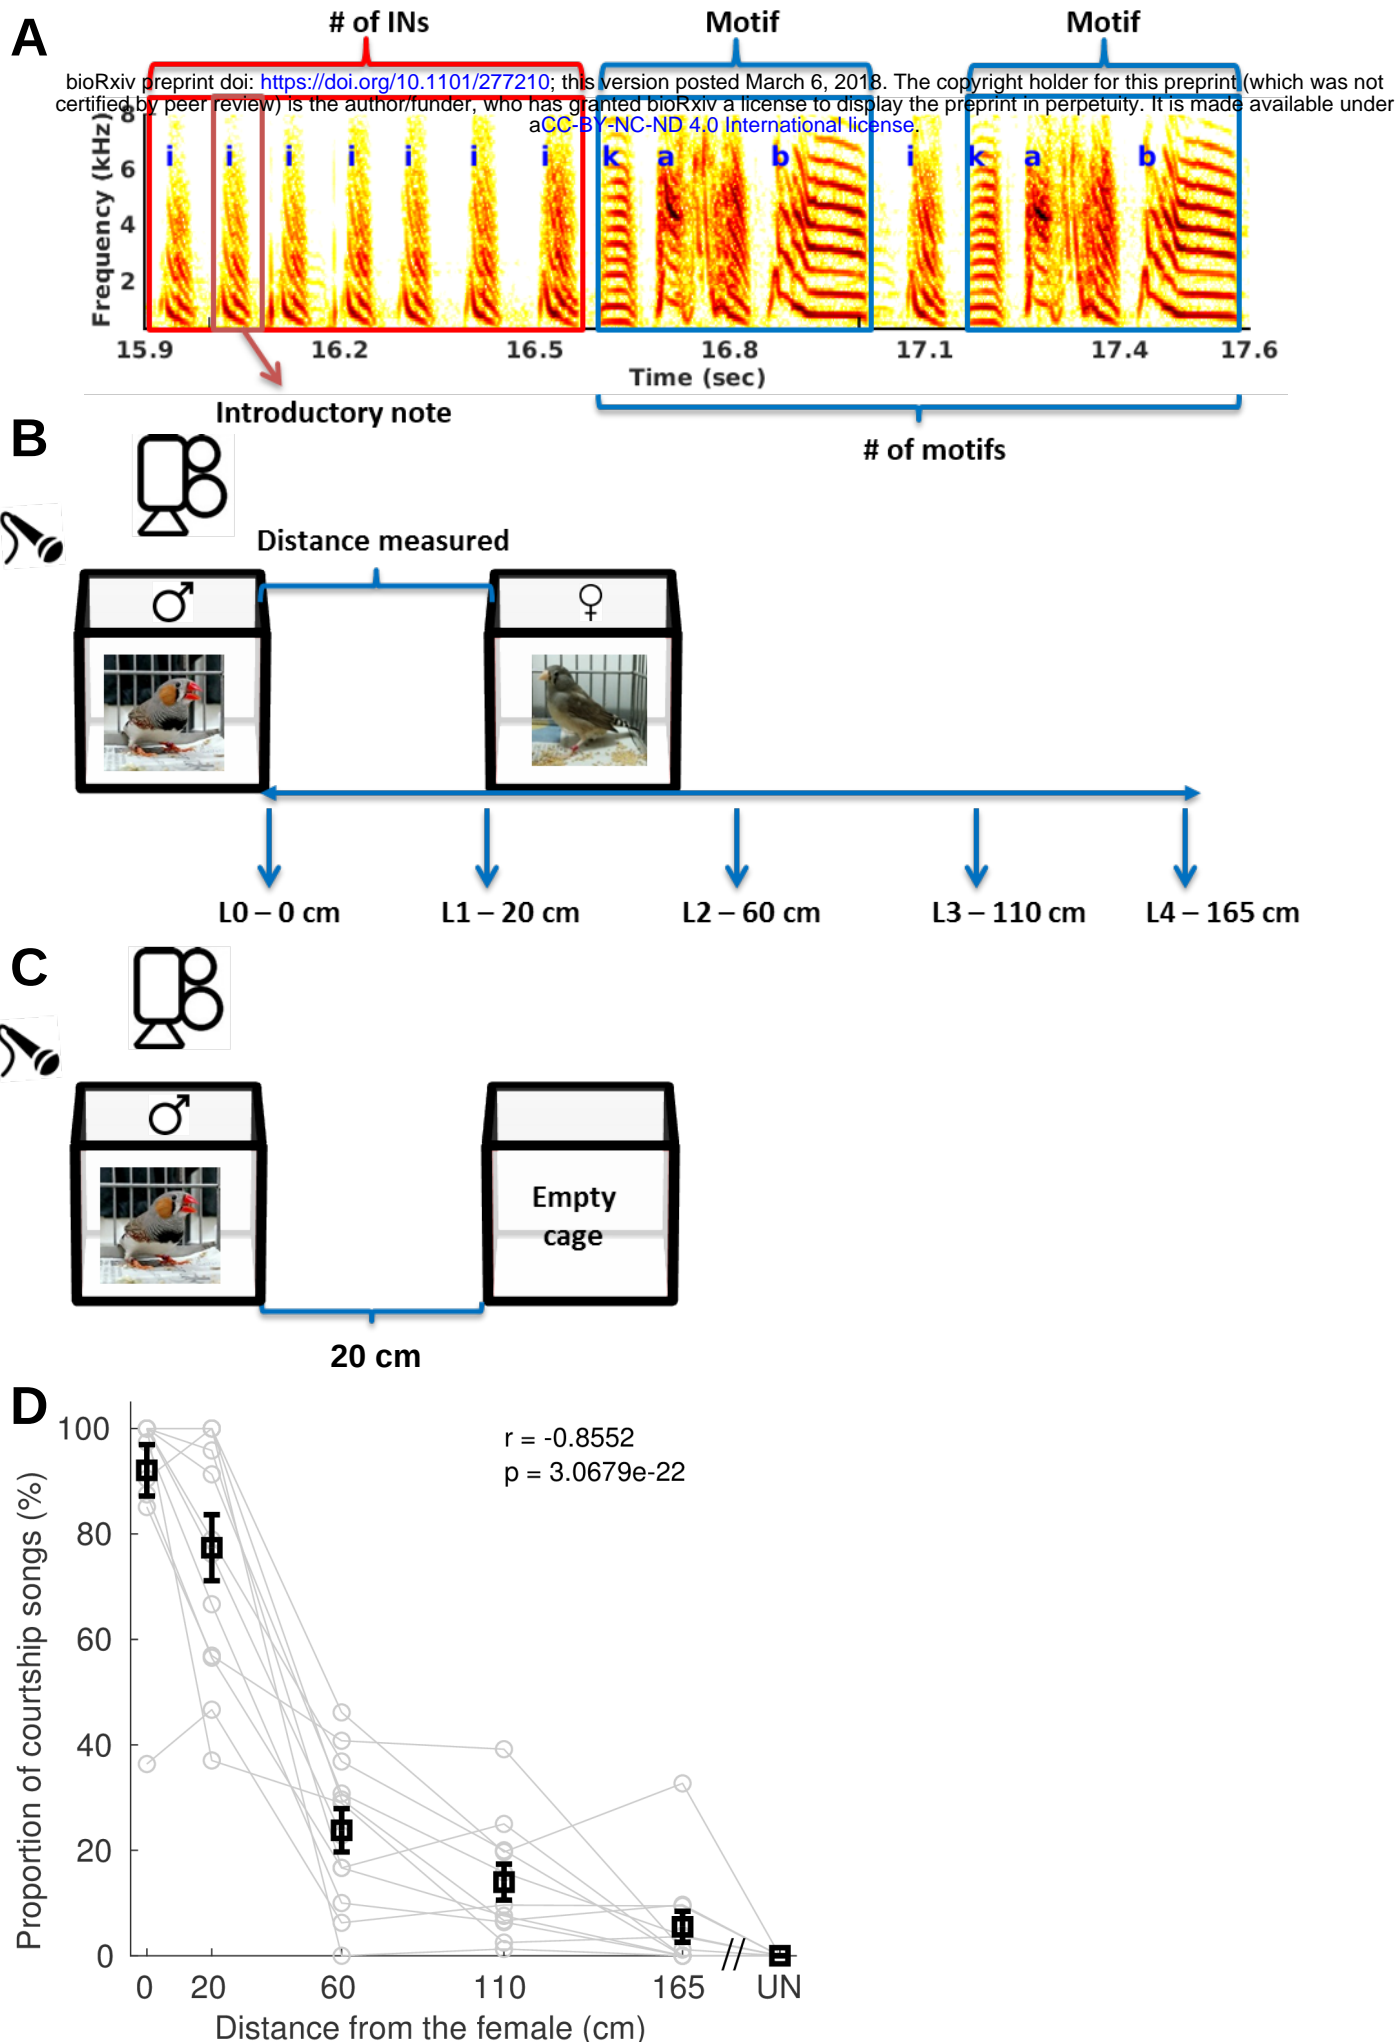 A
# of INs
Motif
Motif
bioRxiv preprint doi: https://doi.org/10.1101/277210; this version posted March 6, 2018. The copyright holder for this preprint (which was not
certified by peer review) is the author/funder, who has granted bioRxiv a license to display the preprint in perpetuity. It is made available under
aCC-BY-NC-ND 4.0 International license.
Frequency (kHz)
8
6
4
2
i i i i i i i k a b i k a b
15.9 16.2 16.5 16.8 17.1 17.4 17.6
Time (sec)
Introductory note
# of motifs
B
Distance measured
♂ ♀
L0 – 0 cm L1 – 20 cm L2 – 60 cm L3 – 110 cm L4 – 165 cm
C
♂
Empty
cage
20 cm
D
Proportion of courtship songs (%)
100
80
60
40
20
0
r = -0.8552
p = 3.0679e-22
0 20 60 110 165 // UN
Distance from the female (cm)